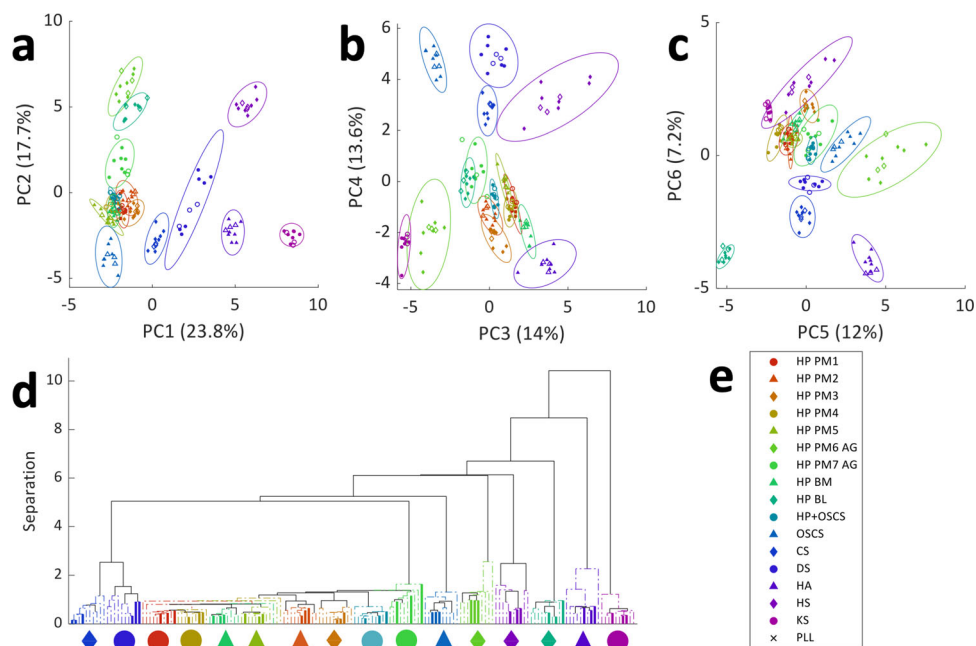 a
10
5
0
-5
PC2 (17.7%)
-5 0 5 10
PC1 (23.8%)
b
6
4
2
0
-2
-4
PC4 (13.6%)
-5 0 5 10
PC3 (14%)
c
5
0
-5
PC6 (7.2%)
-5 0 5 10
PC5 (12%)
d
10
8
6
4
2
0
Separation
e
HP PM1
HP PM2
HP PM3
HP PM4
HP PM5
HP PM6 AG
HP PM7 AG
HP BM
HP BL
HP+OSCS
OSCS
CS
DS
HA
HS
KS
PLL